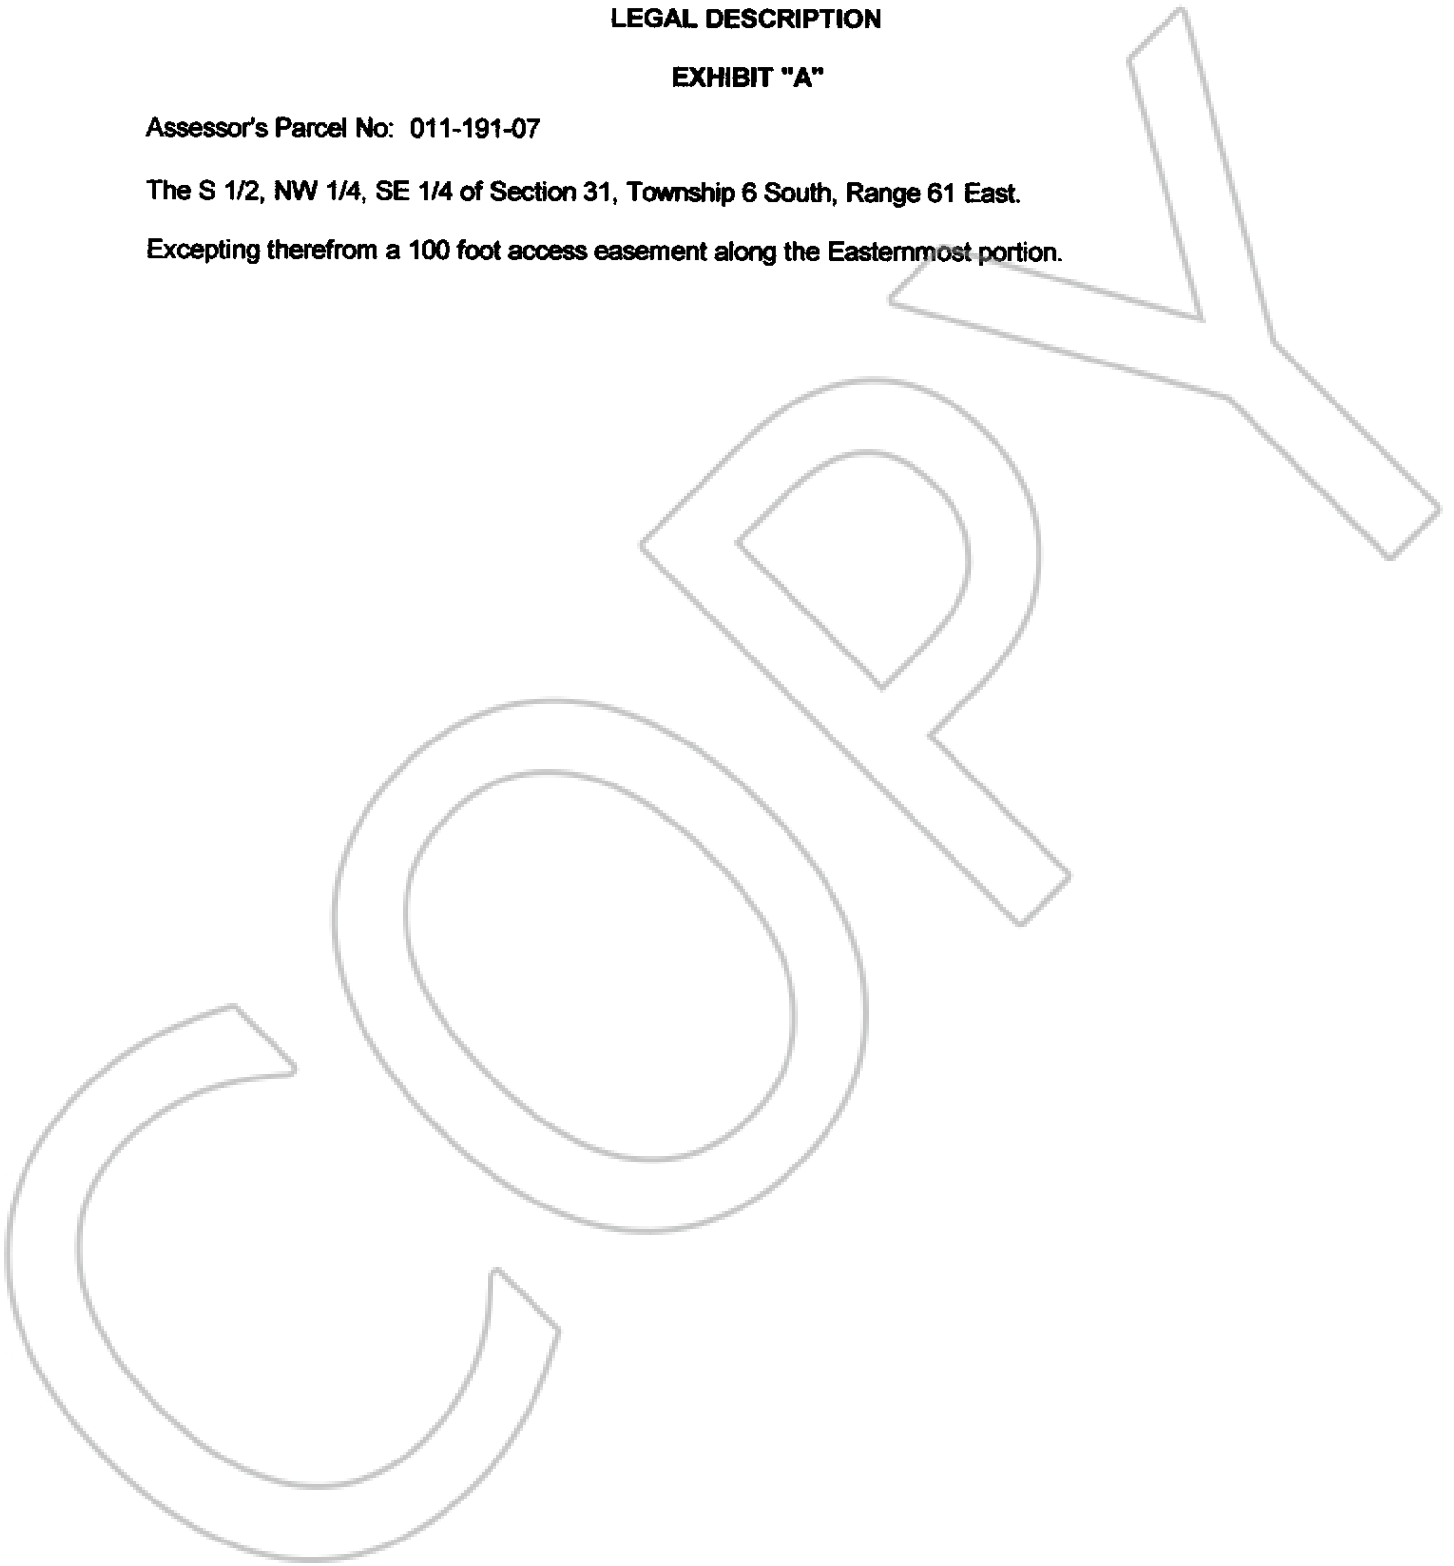 LEGAL DESCRIPTION
EXHIBIT "A"
Assessor's Parcel No: 011-191-07
The S 1/2, NW 1/4, SE 1/4 of Section 31, Township 6 South, Range 61 East.
Excepting therefrom a 100 foot access easement along the Easternmost portion.
COPY